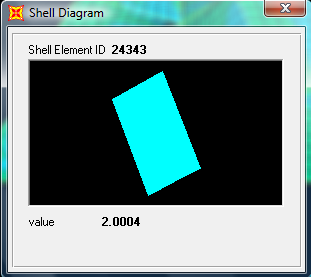 Shell Diagram
Shell Element ID 24343
value 2.0004